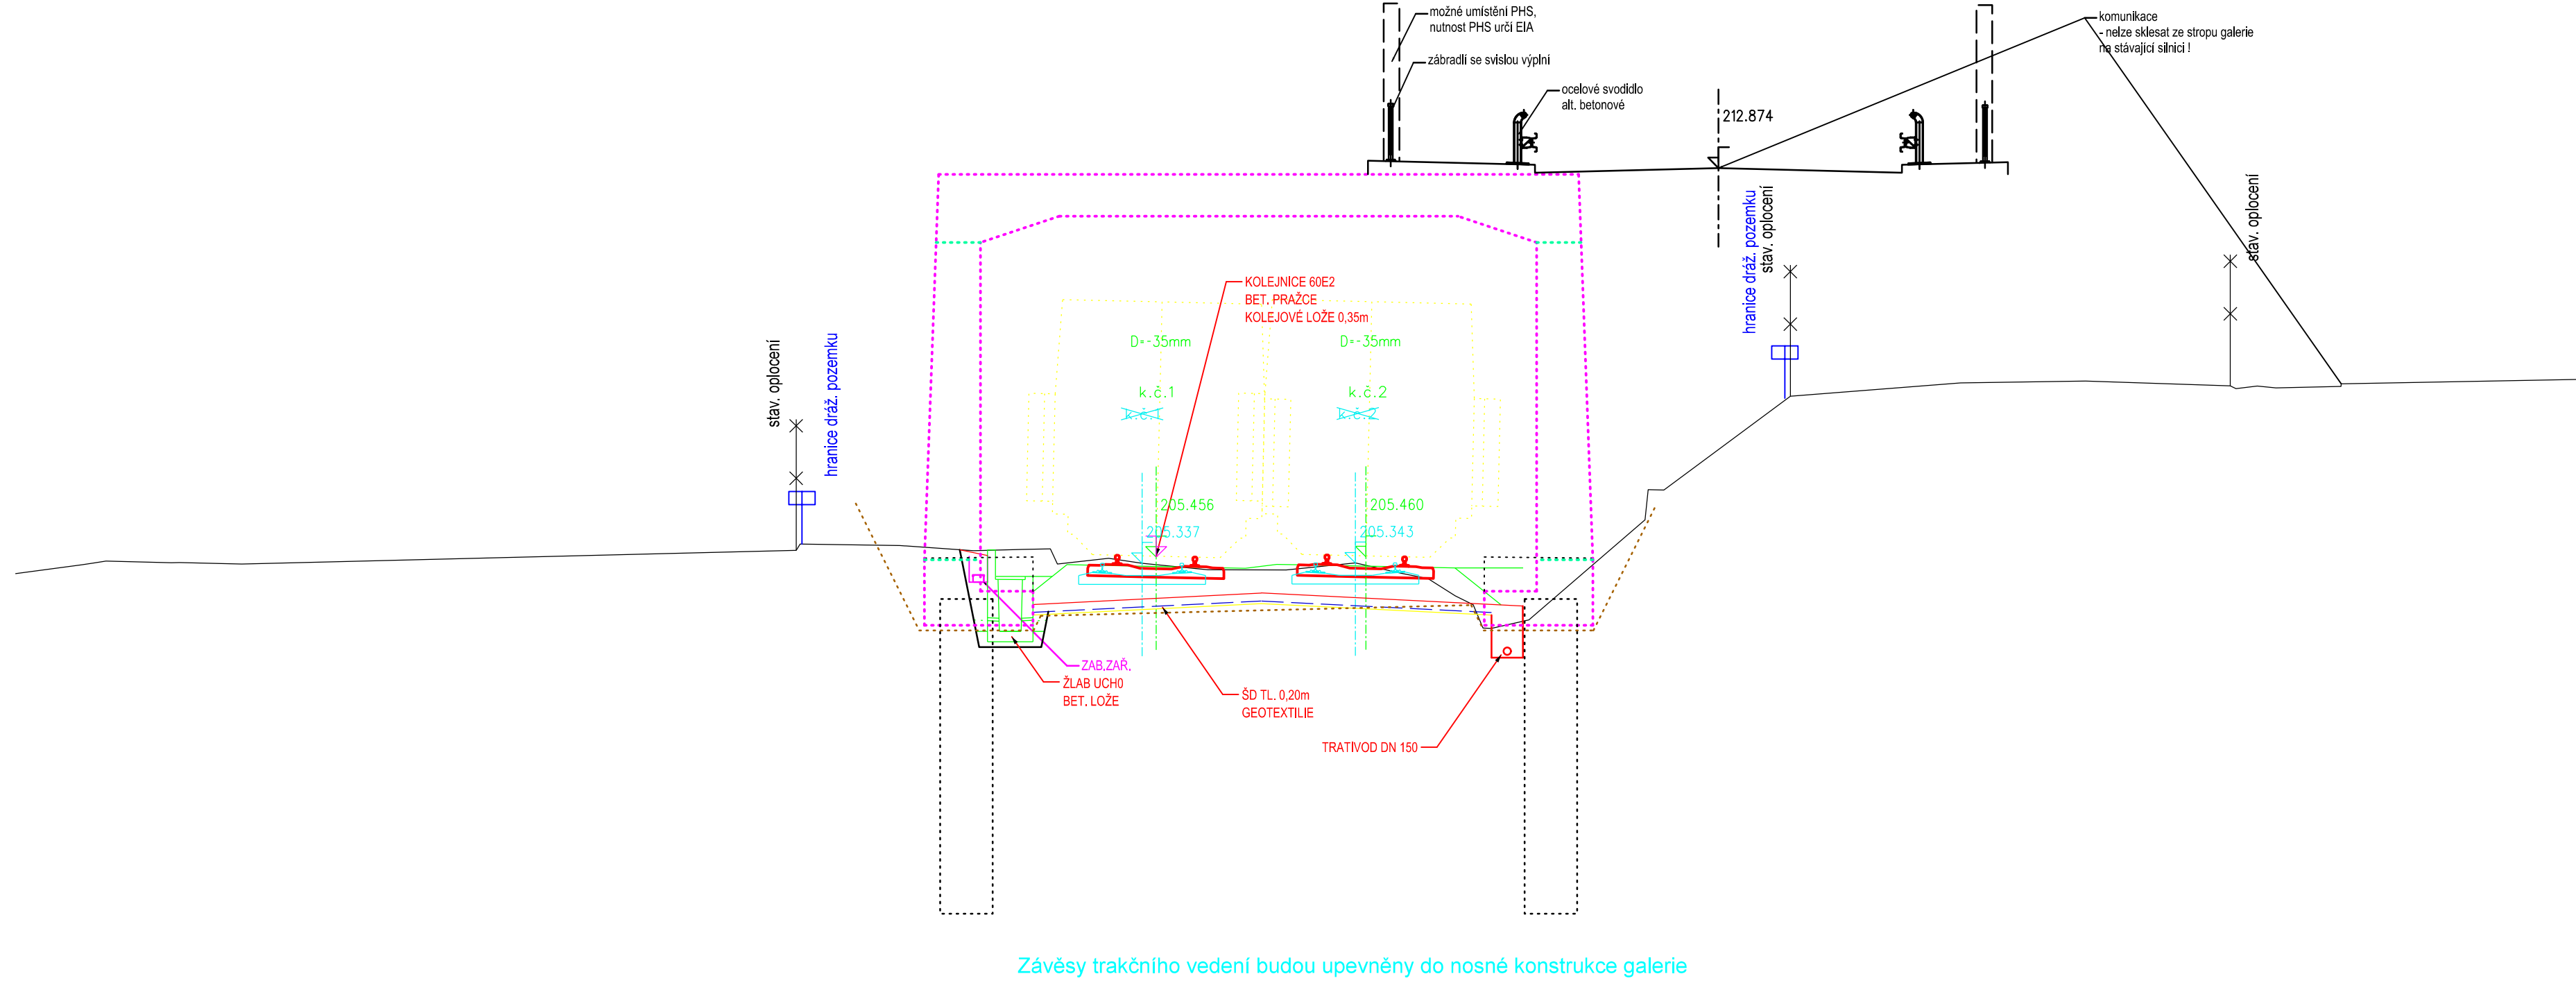 možné umístění PHS,
nutnost PHS určí EIA
zábradlí se svislou výplní
ocelové svodidlo
alt. betonové
212.874
komunikace
- nelze sklesat ze stropu galerie
na stávající silnici !
hranice dráž. pozemku
stav. oplocení
stav. oplocení
KOLEJNICE 60E2
BET. PRAŽCE
KOLEJOVÉ LOŽE 0,35m
D=-35mm
D=-35mm
stav. oplocení
hranice dráž. pozemku
k.č.1
k.č.2
k.č.1
k.č.2
205.456
205.460
205.337
205.343
ZAB.ZAŘ.
ŽLAB UCH0
BET. LOŽE
ŠD TL. 0,20m
GEOTEXTILIE
TRATIVOD DN 150
Závěsy trakčního vedení budou upevněny do nosné konstrukce galerie